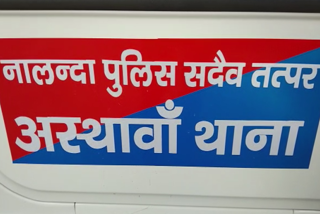 नालन्दा पुलिस सदैव तत्पर
अस्थावाँ थाना